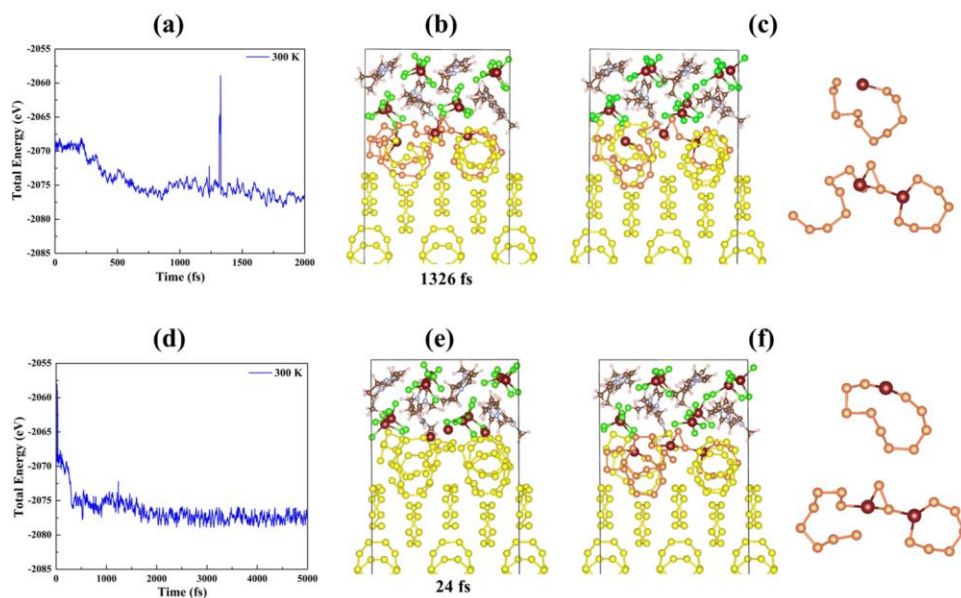 (a)
(b)
(c)
-2055
-2060
-2065
-2070
-2075
-2080
-2085
Total Energy (eV)
300 K
0
500
1000
1500
2000
Time (fs)
1326 fs
(d)
(e)
(f)
-2055
-2060
-2065
-2070
-2075
-2080
-2085
Total Energy (eV)
300 K
0
1000
2000
3000
4000
5000
Time (fs)
24 fs